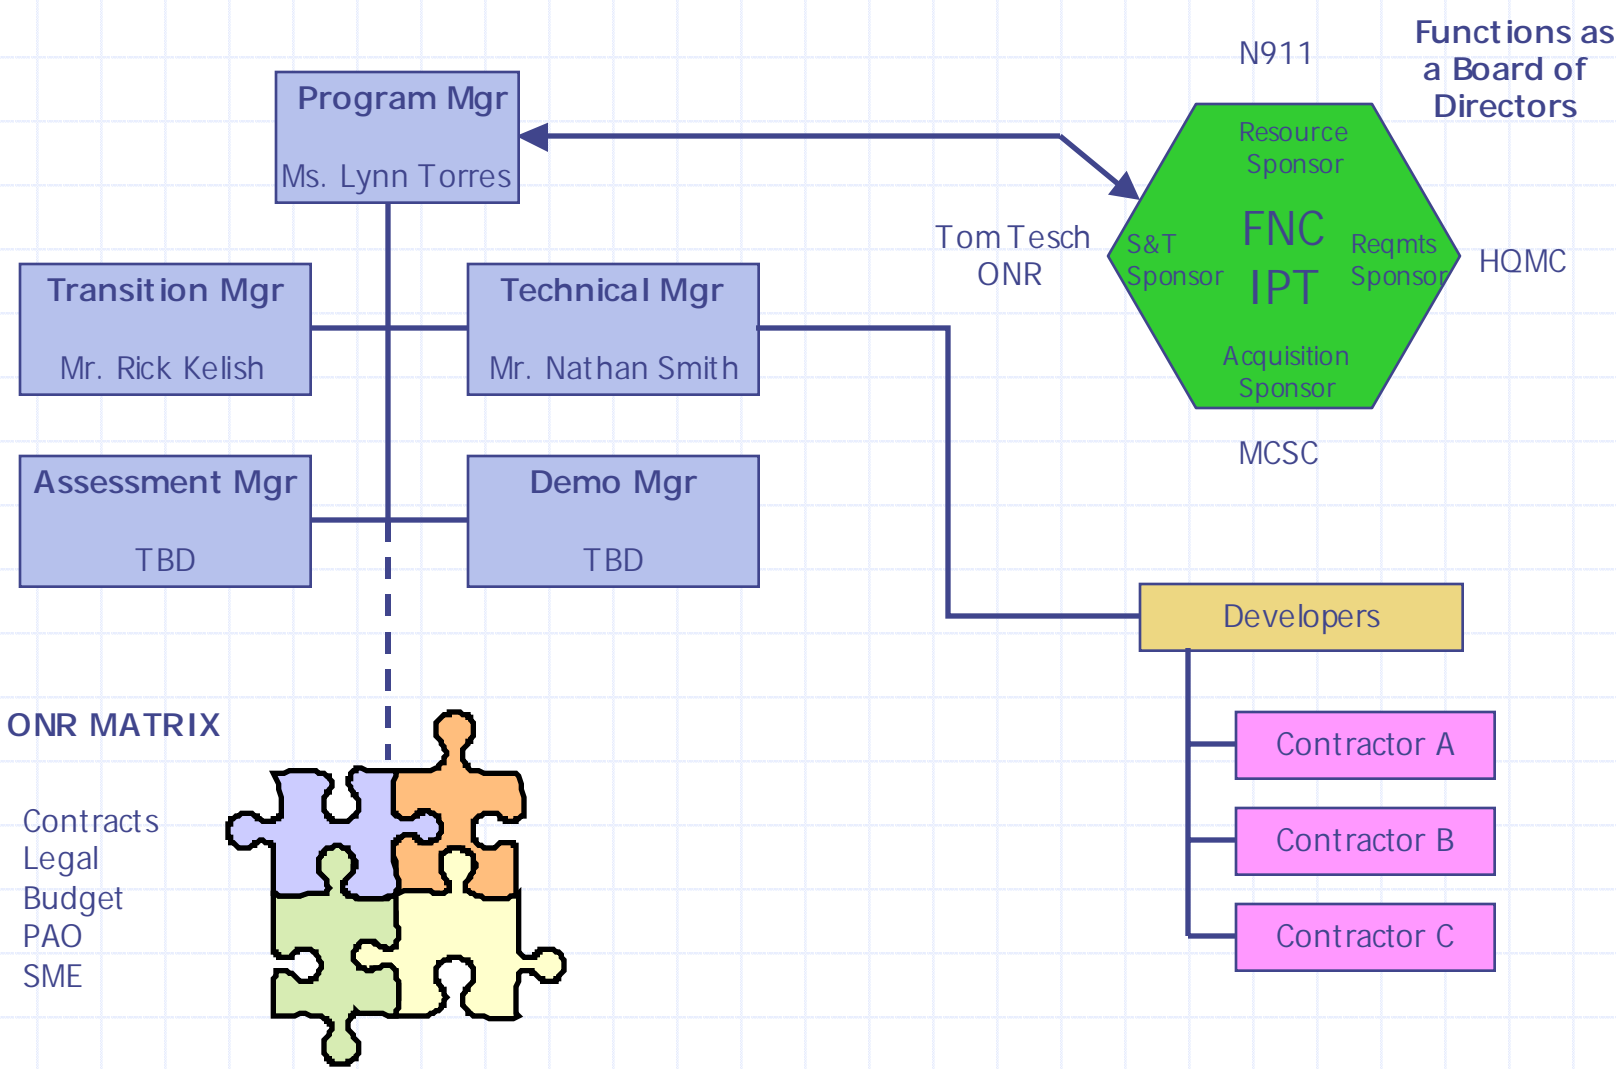 Functions as
a Board of
Directors
N911
Program Mgr
Ms. Lynn Torres
Resource
Sponsor
Tom Tesch
ONR
S&T
Sponsor
FNC
IPT
Reqmts
Sponsor
HQMC
Acquisition
Sponsor
MCSC
Transition Mgr
Mr. Rick Kelish
Technical Mgr
Mr. Nathan Smith
Assessment Mgr
TBD
Demo Mgr
TBD
Developers
Contractor A
Contractor B
Contractor C
ONR MATRIX
Contracts
Legal
Budget
PAO
SME